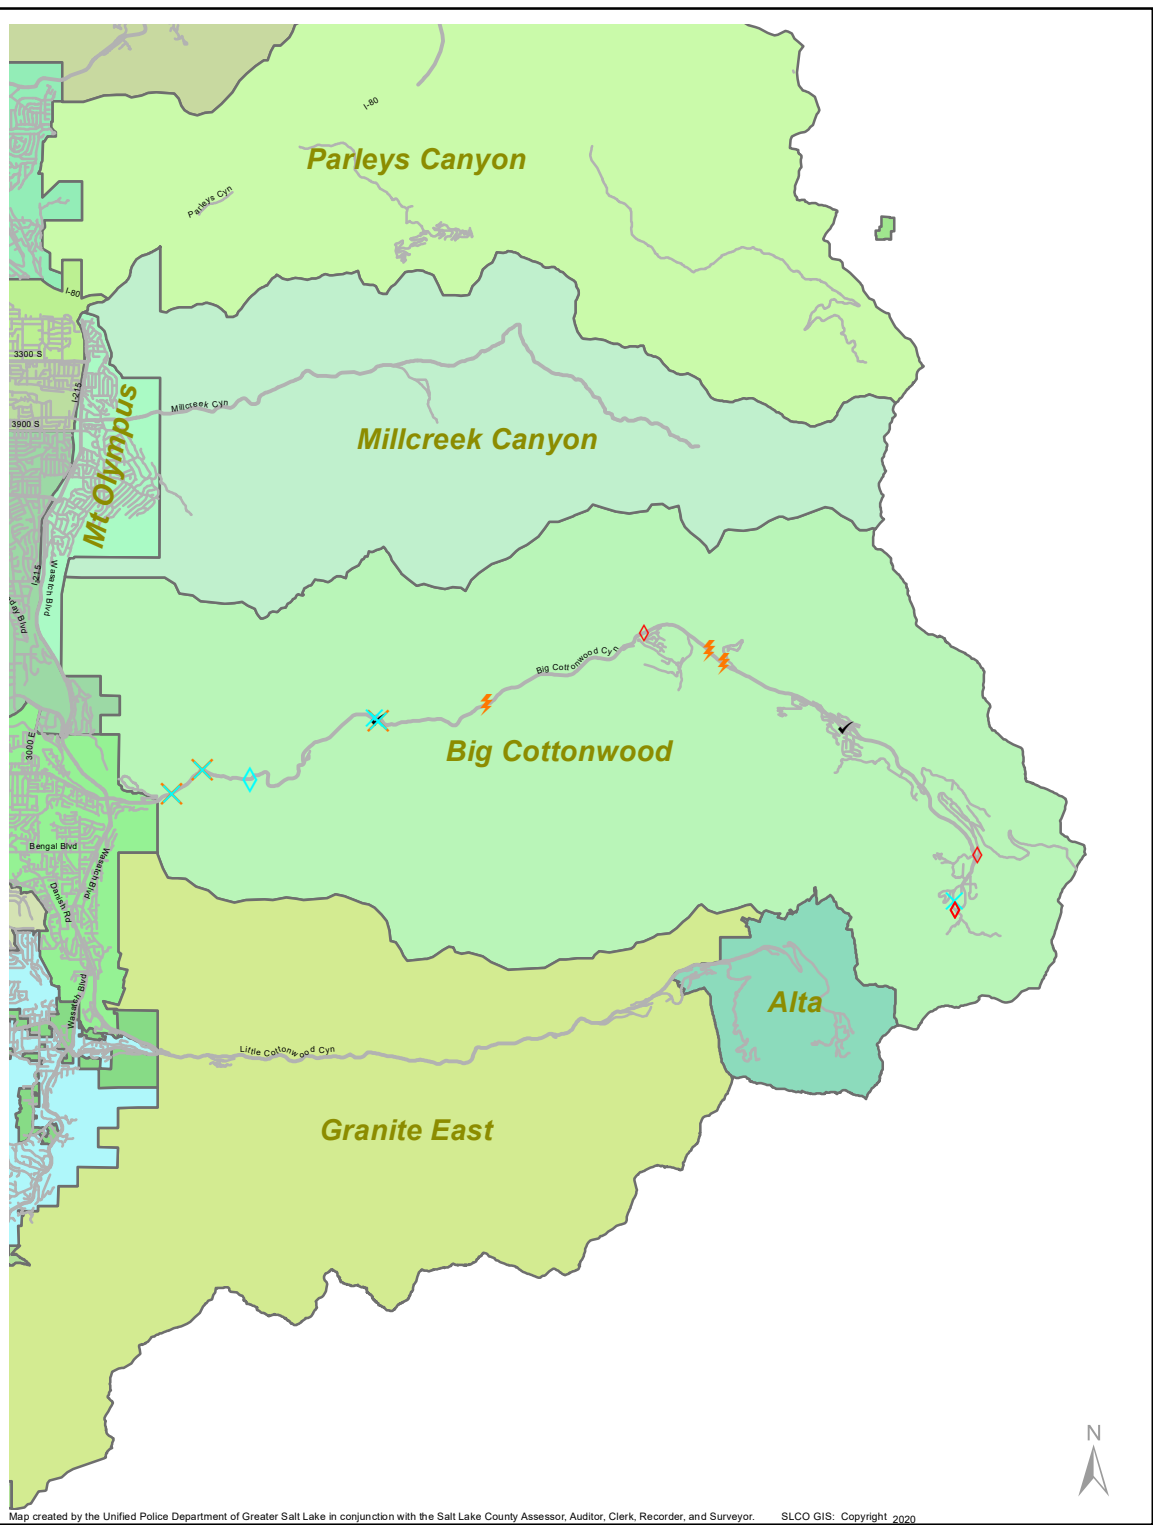 I-80
Parleys Canyon
Parleys Cyn
I-80
3300 S
I-215
Millcreek Cyn
3900 S
Millcreek Canyon
Mt Olympus
I-215
Wasatch Blvd
day Blvd
Big Cottonwood Cyn
3000 E
Big Cottonwood
Bengal Blvd
Wasatch Blvd
Danish Rd
Wasatch Blvd
Alta
Little Cottonwood Cyn
Granite East
N
Map created by the Unified Police Department of Greater Salt Lake in conjunction with the Salt Lake County Assessor, Auditor, Clerk, Recorder, and Surveyor. SLCO GIS: Copyright 2020